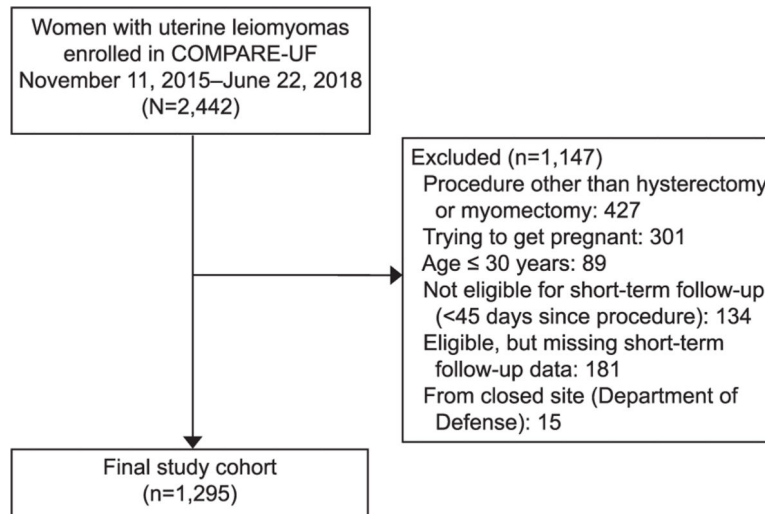 Women with uterine leiomyomas
enrolled in COMPARE-UF
November 11, 2015–June 22, 2018
(N=2,442)
Excluded (n=1,147)
Procedure other than hysterectomy
or myomectomy: 427
Trying to get pregnant: 301
Age ≤ 30 years: 89
Not eligible for short-term follow-up
(<45 days since procedure): 134
Eligible, but missing short-term
follow-up data: 181
From closed site (Department of
Defense): 15
Final study cohort
(n=1,295)